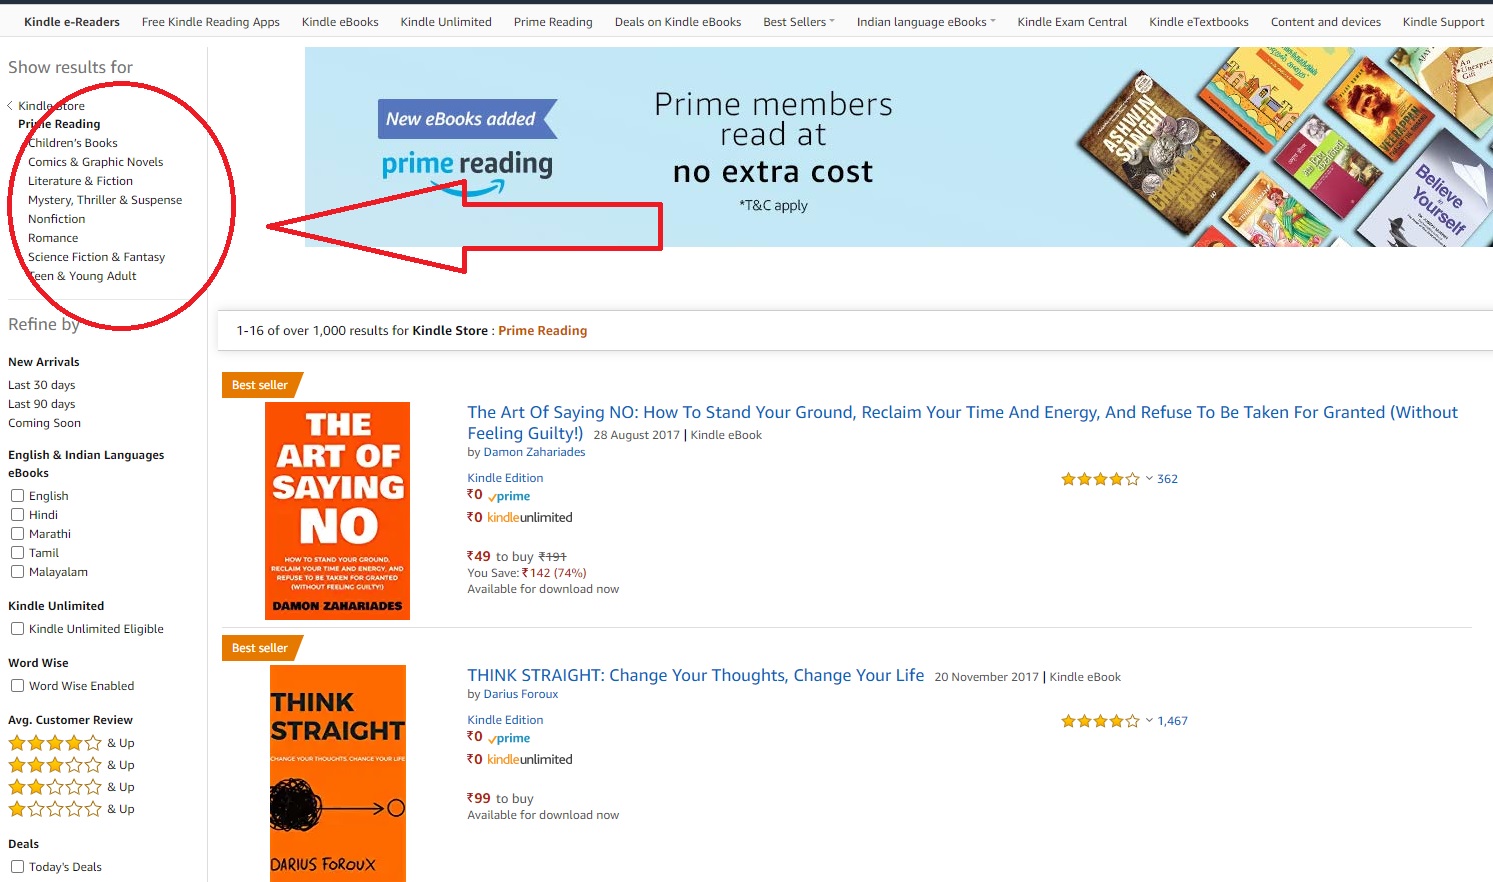 Kindle e-Readers Free Kindle Reading Apps Kindle eBooks Kindle Unlimited Prime Reading Deals on Kindle eBooks Best Sellers Indian language eBooks Kindle Exam Central Kindle eTextbooks Content and devices Kindle Support
Show results for
Kindle Store
Prime Reading
Children's Books
Comics & Graphic Novels
Literature & Fiction
Mystery, Thriller & Suspense
Nonfiction
Romance
Science Fiction & Fantasy
Teen & Young Adult
Refine by
New Arrivals
Last 30 days
Last 90 days
Coming Soon
English & Indian Languages
eBooks
English
Hindi
Marathi
Tamil
Malayalam
Kindle Unlimited
Kindle Unlimited Eligible
Word Wise
Word Wise Enabled
Avg. Customer Review
& Up
& Up
& Up
& Up
Deals
Today's Deals
New eBooks added
prime reading
Prime members
read at
no extra cost
*T&C apply
ASHWIN
SANGHI
VEERAPPAN
AJAY
An
Unexpected
Gift
Believe
in
Yourself
1-16 of over 1,000 results for Kindle Store : Prime Reading
Best seller
THE
ART OF
SAYING
NO
HOW TO STAND YOUR GROUND,
RECLAIM YOUR TIME AND ENERGY, AND
REFUSE TO BE TAKEN FOR GRANTED
(WITHOUT FEELING GUILTY!)
DAMON ZAHARIADES
The Art Of Saying NO: How To Stand Your Ground, Reclaim Your Time And Energy, And Refuse To Be Taken For Granted (Without
Feeling Guilty!) 28 August 2017 | Kindle eBook
by Damon Zahariades
Kindle Edition
₹0 prime
₹0 kindleunlimited
₹49 to buy ₹191
You Save: ₹142 (74%)
Available for download now
362
Best seller
THINK
STRAIGHT
CHANGE YOUR THOUGHTS, CHANGE YOUR LIFE
DARIUS FOROUX
THINK STRAIGHT: Change Your Thoughts, Change Your Life 20 November 2017 | Kindle eBook
by Darius Foroux
Kindle Edition
₹0 prime
₹0 kindleunlimited
₹99 to buy
Available for download now
1,467